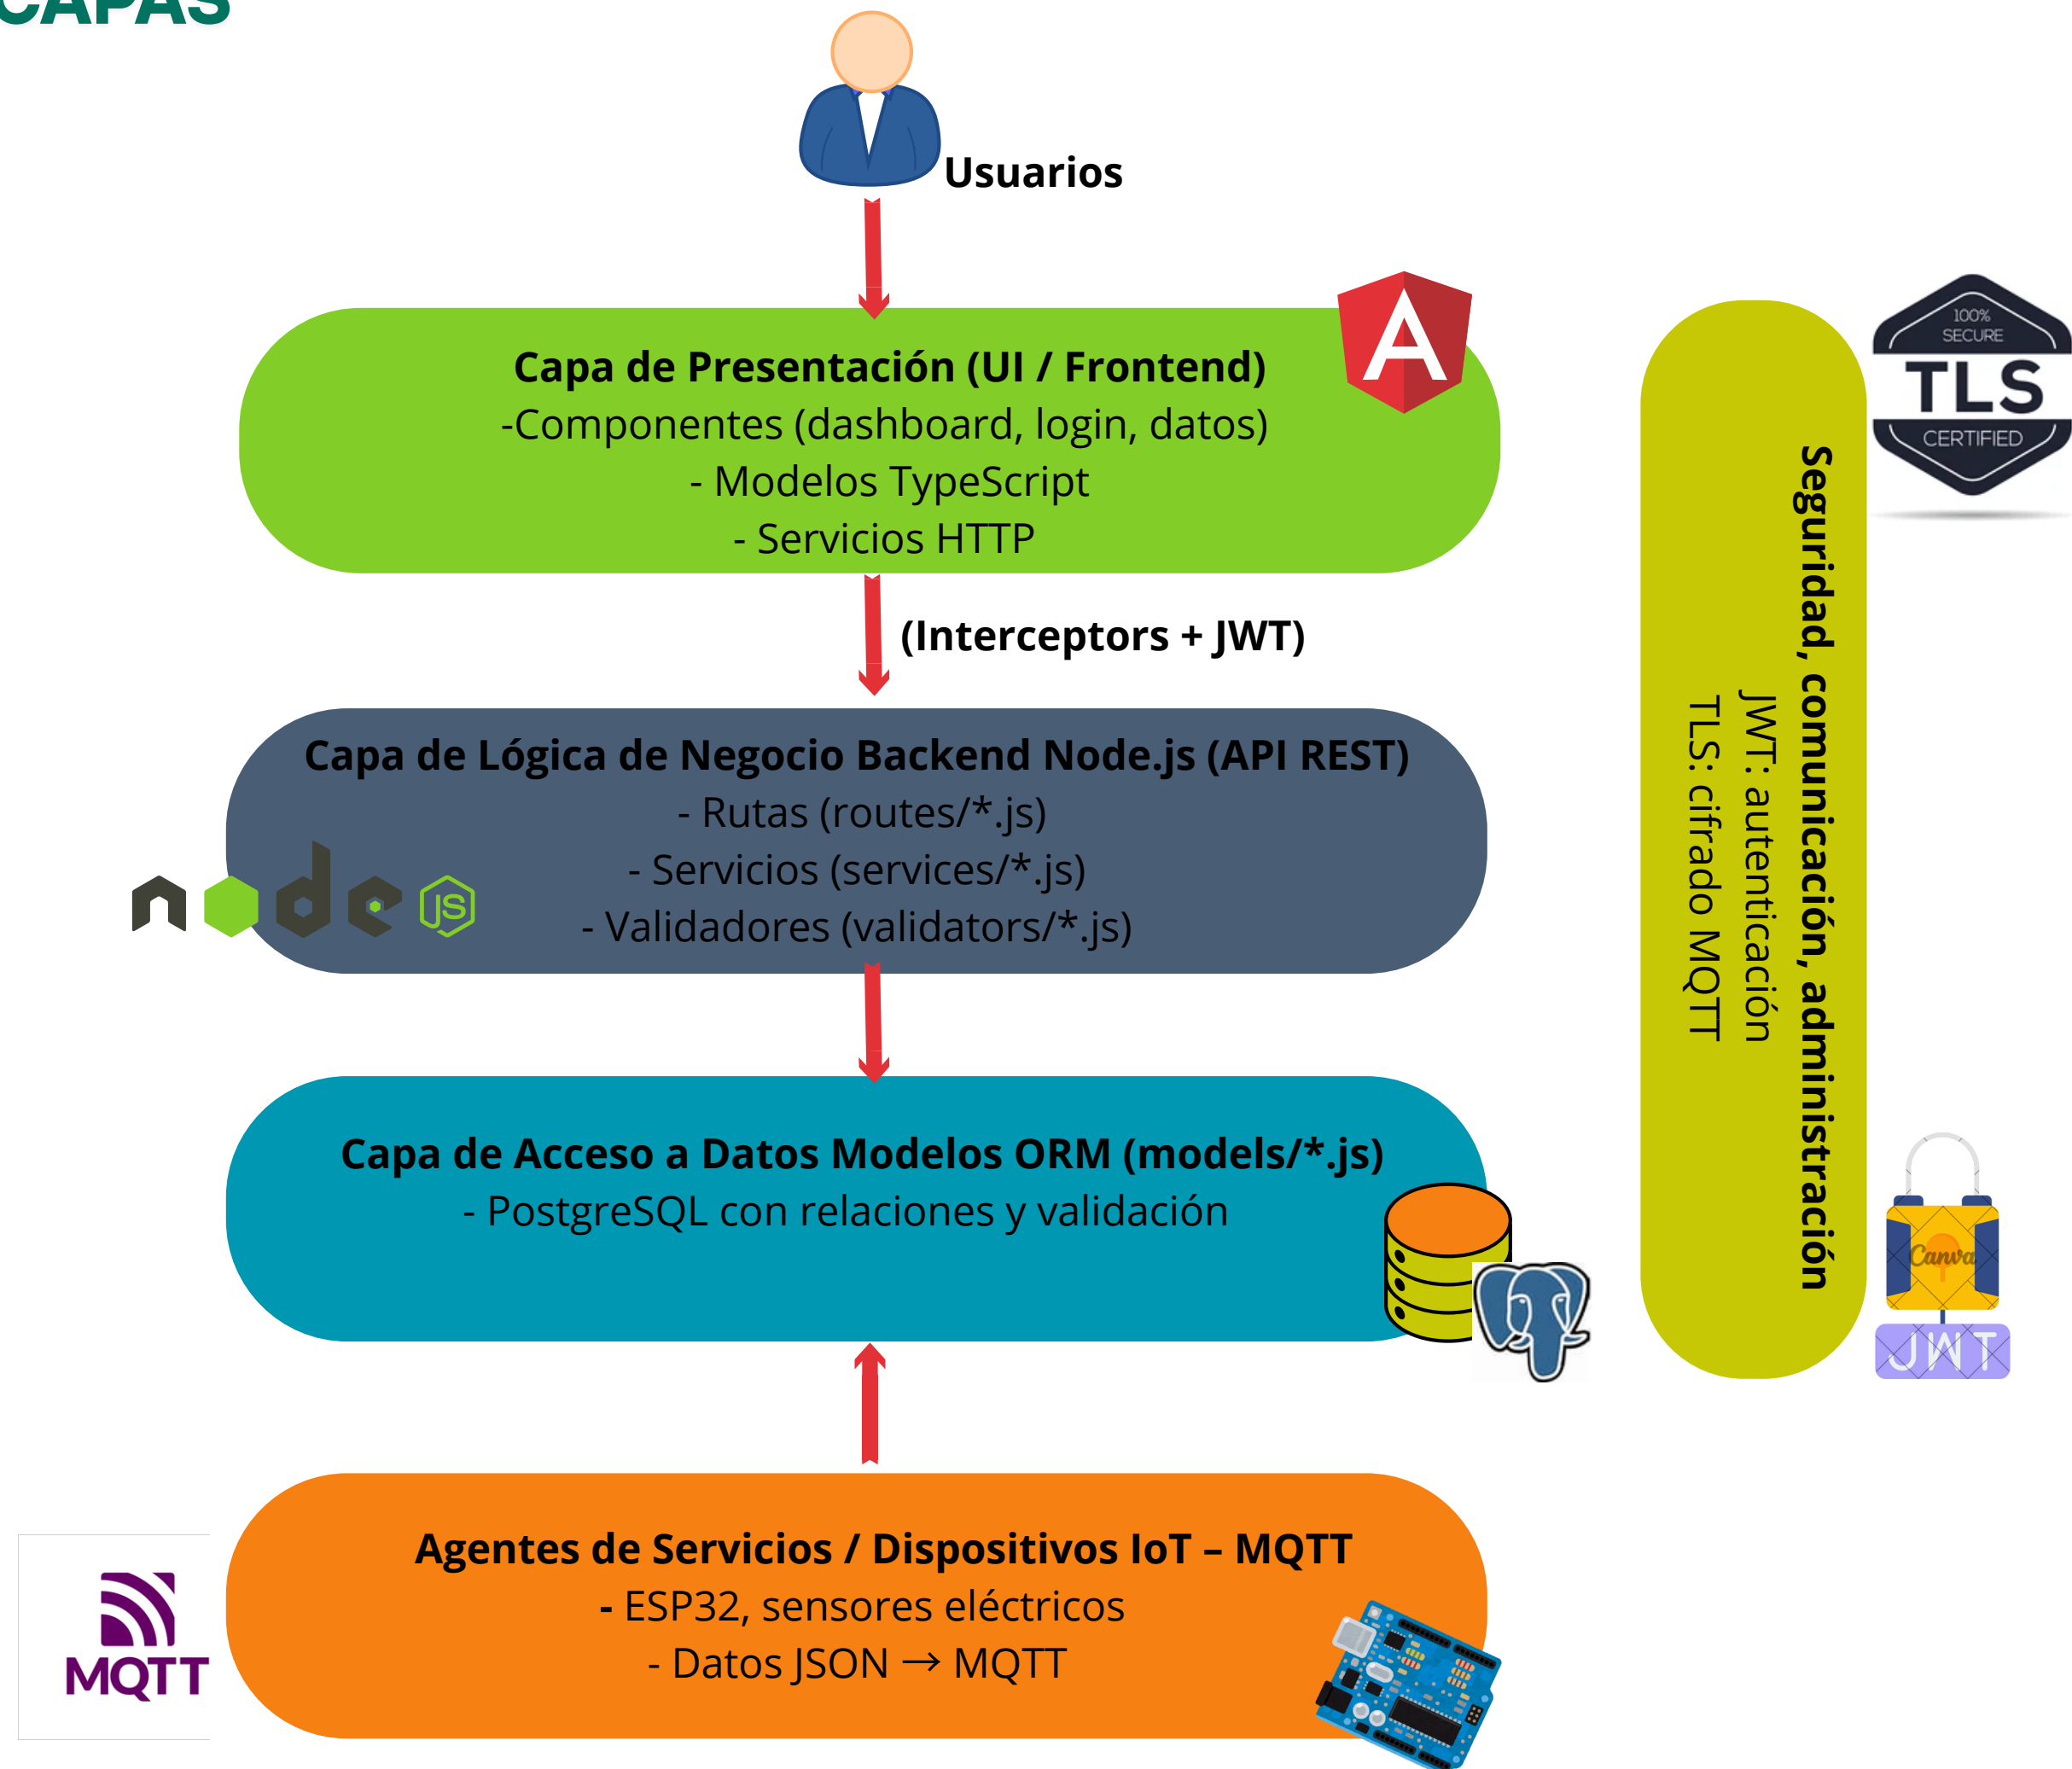 CAPAS
Usuarios
Capa de Presentación (UI / Frontend)
-Componentes (dashboard, login, datos)
- Modelos TypeScript
- Servicios HTTP
(Interceptors + JWT)
Capa de Lógica de Negocio Backend Node.js (API REST)
- Rutas (routes/*.js)
- Servicios (services/*.js)
- Validadores (validators/*.js)
node JS
Capa de Acceso a Datos Modelos ORM (models/*.js)
- PostgreSQL con relaciones y validación
Agentes de Servicios / Dispositivos IoT – MQTT
- ESP32, sensores eléctricos
- Datos JSON → MQTT
MQTT
Seguridad, comunicación, administración
JWT: autenticación
TLS: cifrado MQTT
100%
SECURE
TLS
CERTIFIED
Canva
JWT